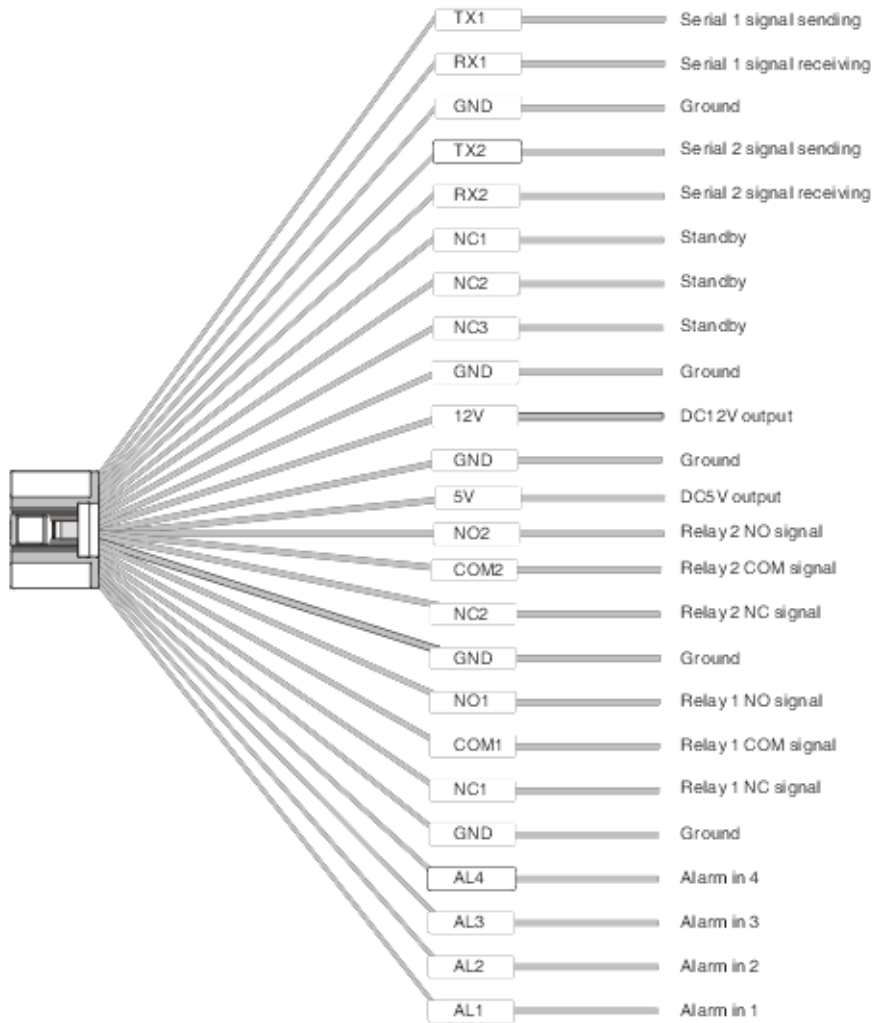 TX1 Serial 1 signal sending
RX1 Serial 1 signal receiving
GND Ground
TX2 Serial 2 signal sending
RX2 Serial 2 signal receiving
NC1 Standby
NC2 Standby
NC3 Standby
GND Ground
12V DC12V output
GND Ground
5V DC5V output
NO2 Relay 2 NO signal
COM2 Relay 2 COM signal
NC2 Relay 2 NC signal
GND Ground
NO1 Relay 1 NO signal
COM1 Relay 1 COM signal
NC1 Relay 1 NC signal
GND Ground
AL4 Alarm in 4
AL3 Alarm in 3
AL2 Alarm in 2
AL1 Alarm in 1